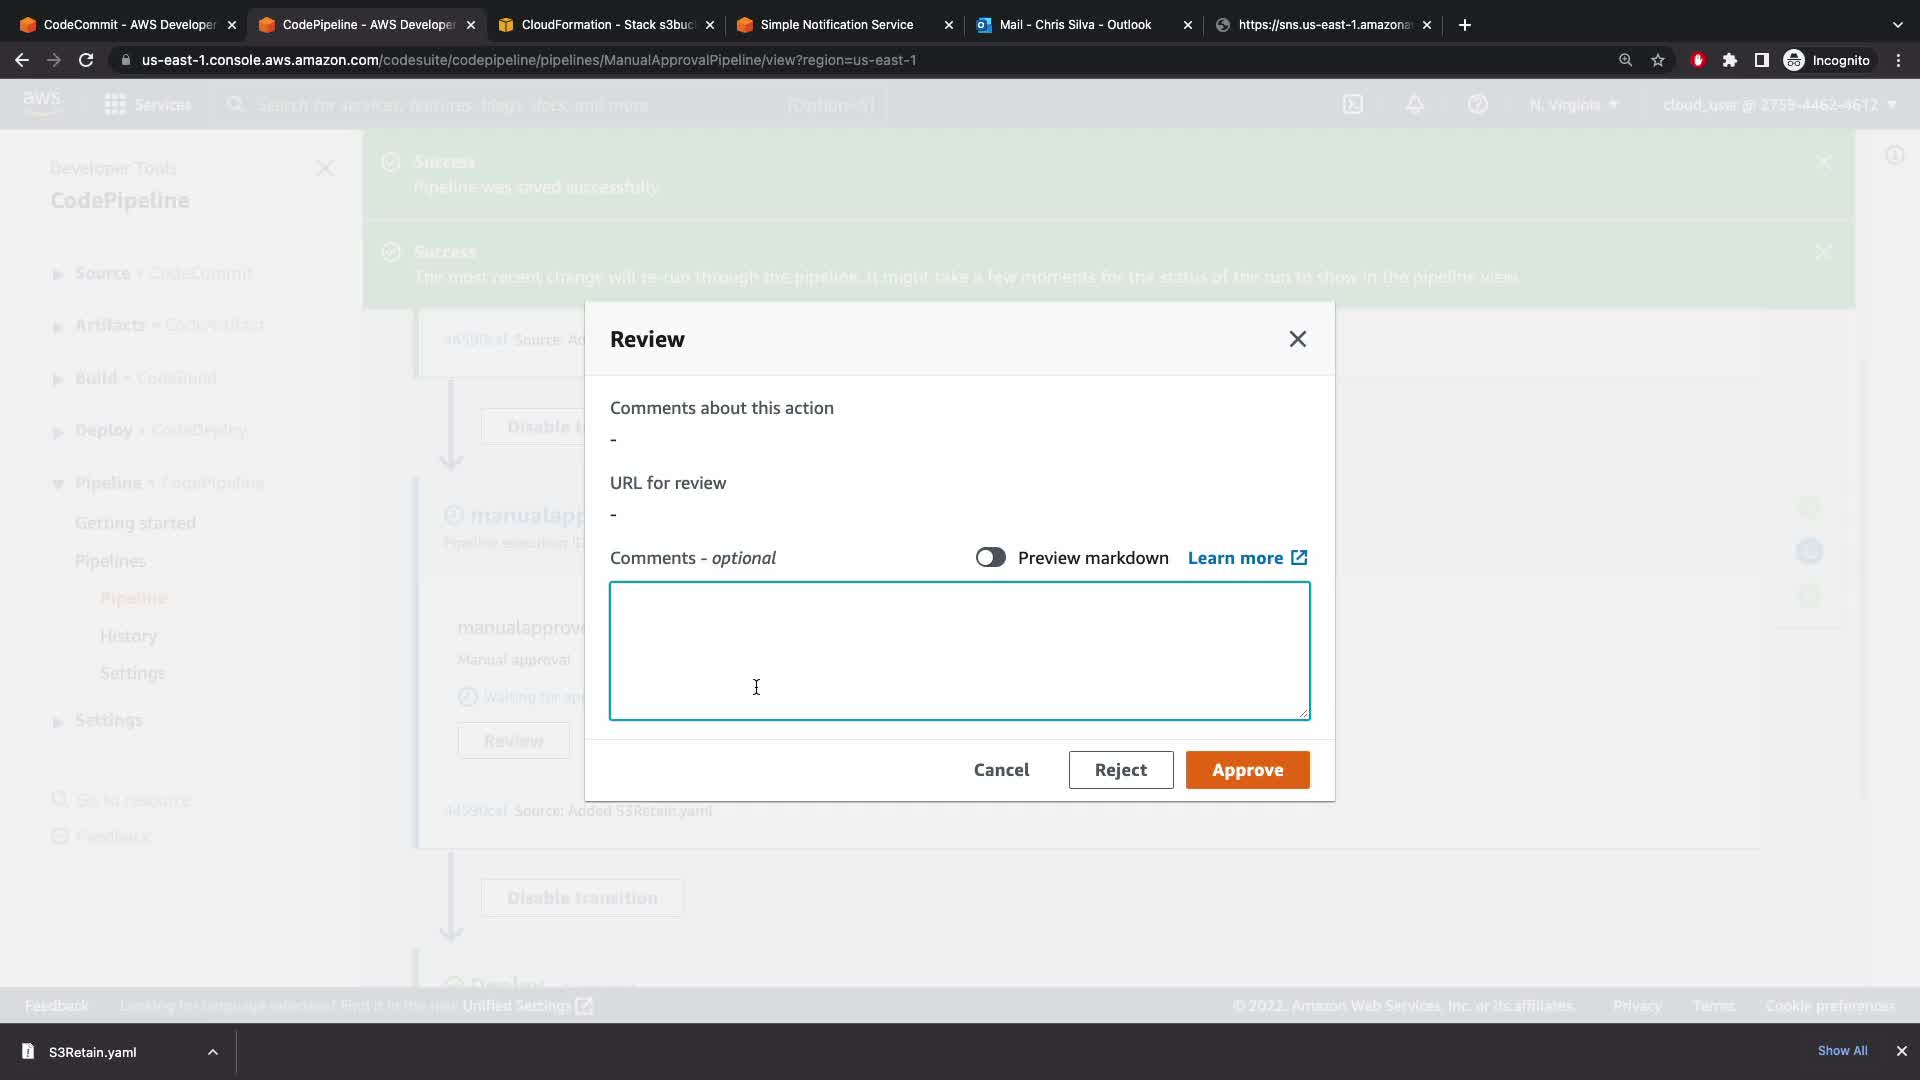 CodeCommit - AWS Developer
CodePipeline - AWS Developer
CloudFormation - Stack s3buc
Simple Notification Service
Mail - Chris Silva - Outlook
https://sns.us-east-1.amazona
us-east-1.console.aws.amazon.com/codesuite/codepipeline/pipelines/ManualApprovalPipeline/view?region=us-east-1
Incognito
aws
Services
Search for services, features, blogs, docs, and more
[Option+S]
N. Virginia
cloud_user @ 2759-4462-4612
Developer Tools
CodePipeline
Source • CodeCommit
Artifacts • CodeArtifact
Build • CodeBuild
Deploy • CodeDeploy
Pipeline • CodePipeline
Getting started
Pipelines
Pipeline
History
Settings
Settings
Go to resource
Feedback
Success
Pipeline was saved successfully.
Success
The most recent change will re-run through the pipeline. It might take a few moments for the status of the run to show in the pipeline view.
44590caf Source: Ad
Disable t
manualapp
Pipeline execution ID
manualapprove
Manual approval
Waiting for app
Review
44590caf Source: Added S3Retain.yaml
Disable transition
Deploy
Review
Comments about this action
-
URL for review
-
Comments - optional
Preview markdown
Learn more
Cancel
Reject
Approve
Feedback
Looking for language selection? Find it in the new Unified Settings
© 2022, Amazon Web Services, Inc. or its affiliates.
Privacy
Terms
Cookie preferences
S3Retain.yaml
Show All